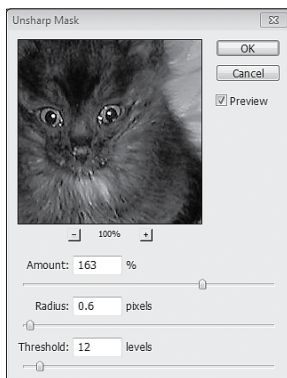 Unsharp Mask
OK
Cancel
Preview
- 100% +
Amount: 163 %
Radius: 0.6 pixels
Threshold: 12 levels